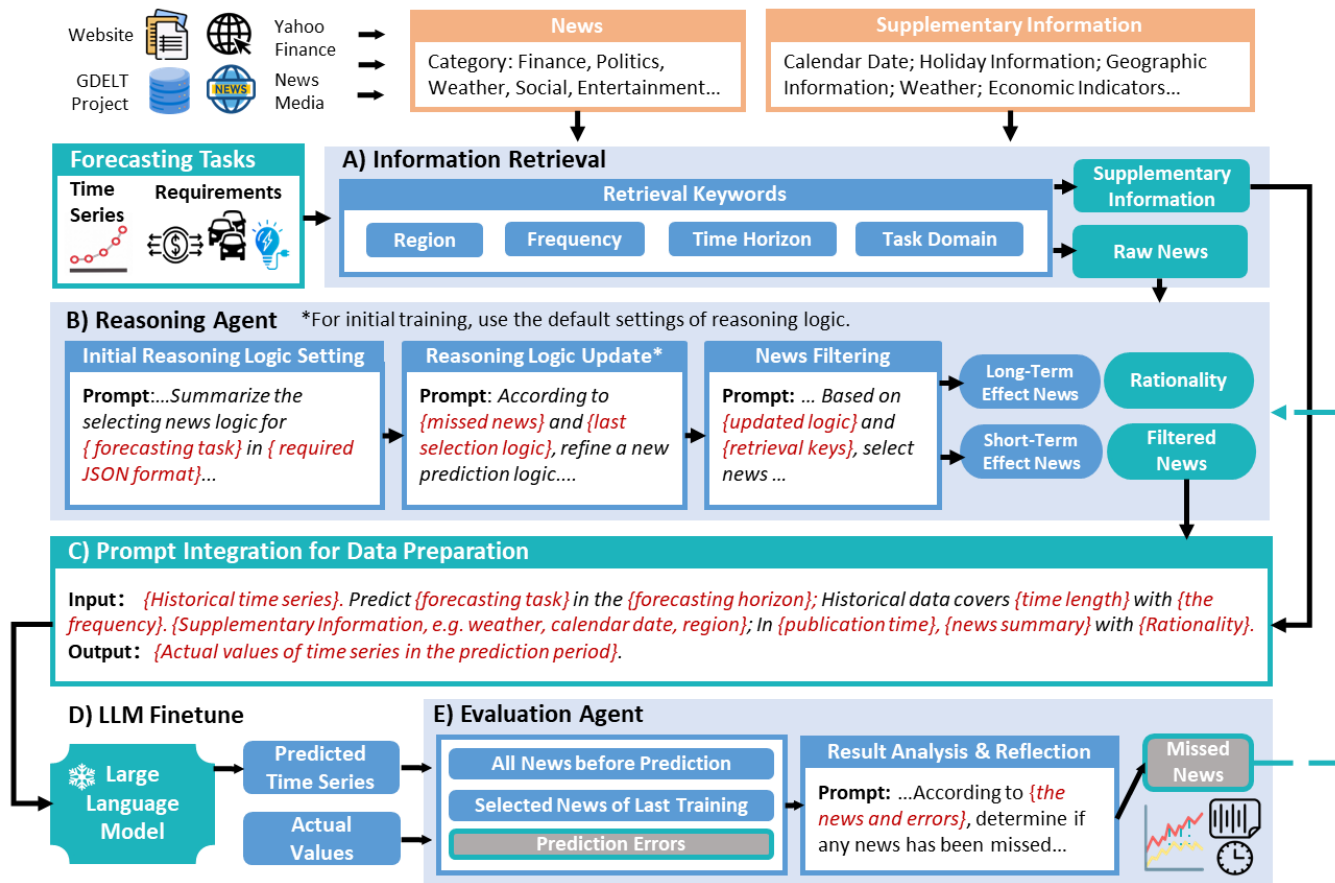 Website
Yahoo
Finance
GDELT
Project
NEWS
News
Media
News
Category: Finance, Politics,
Weather, Social, Entertainment...
Supplementary Information
Calendar Date; Holiday Information; Geographic
Information; Weather; Economic Indicators...
Forecasting Tasks
Time
Series
Requirements
A) Information Retrieval
Retrieval Keywords
Region
Frequency
Time Horizon
Task Domain
Supplementary
Information
Raw News
B) Reasoning Agent
*For initial training, use the default settings of reasoning logic.
Initial Reasoning Logic Setting
Prompt:...Summarize the
selecting news logic for
{ forecasting task} in { required
JSON format}...
Reasoning Logic Update*
Prompt: According to
{missed news} and {last
selection logic}, refine a new
prediction logic....
News Filtering
Prompt: ... Based on
{updated logic} and
{retrieval keys}, select
news ...
Long-Term
Effect News
Rationality
Short-Term
Effect News
Filtered
News
C) Prompt Integration for Data Preparation
Input: {Historical time series}. Predict {forecasting task} in the {forecasting horizon}; Historical data covers {time length} with {the
frequency}. {Supplementary Information, e.g. weather, calendar date, region}; In {publication time}, {news summary} with {Rationality}.
Output: {Actual values of time series in the prediction period}.
D) LLM Finetune
Large
Language
Model
Predicted
Time Series
Actual
Values
E) Evaluation Agent
All News before Prediction
Selected News of Last Training
Prediction Errors
Result Analysis & Reflection
Prompt: ...According to {the
news and errors}, determine if
any news has been missed...
Missed
News